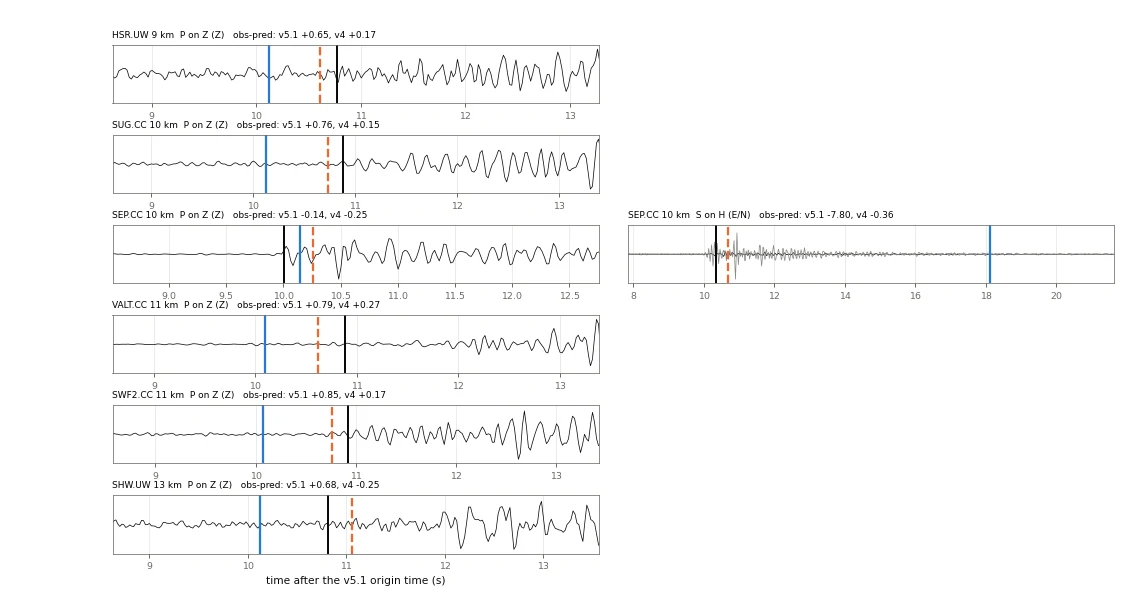 HSR.UW 9 km  P on Z (Z)   obs-pred: v5.1 +0.65, v4 +0.17
9 10 11 12 13
SUG.CC 10 km  P on Z (Z)   obs-pred: v5.1 +0.76, v4 +0.15
9 10 11 12 13
SEP.CC 10 km  P on Z (Z)   obs-pred: v5.1 -0.14, v4 -0.25
9.0 9.5 10.0 10.5 11.0 11.5 12.0 12.5
SEP.CC 10 km  S on H (E/N)   obs-pred: v5.1 -7.80, v4 -0.36
8 10 12 14 16 18 20
VALT.CC 11 km  P on Z (Z)   obs-pred: v5.1 +0.79, v4 +0.27
9 10 11 12 13
SWF2.CC 11 km  P on Z (Z)   obs-pred: v5.1 +0.85, v4 +0.17
9 10 11 12 13
SHW.UW 13 km  P on Z (Z)   obs-pred: v5.1 +0.68, v4 -0.25
9 10 11 12 13
time after the v5.1 origin time (s)